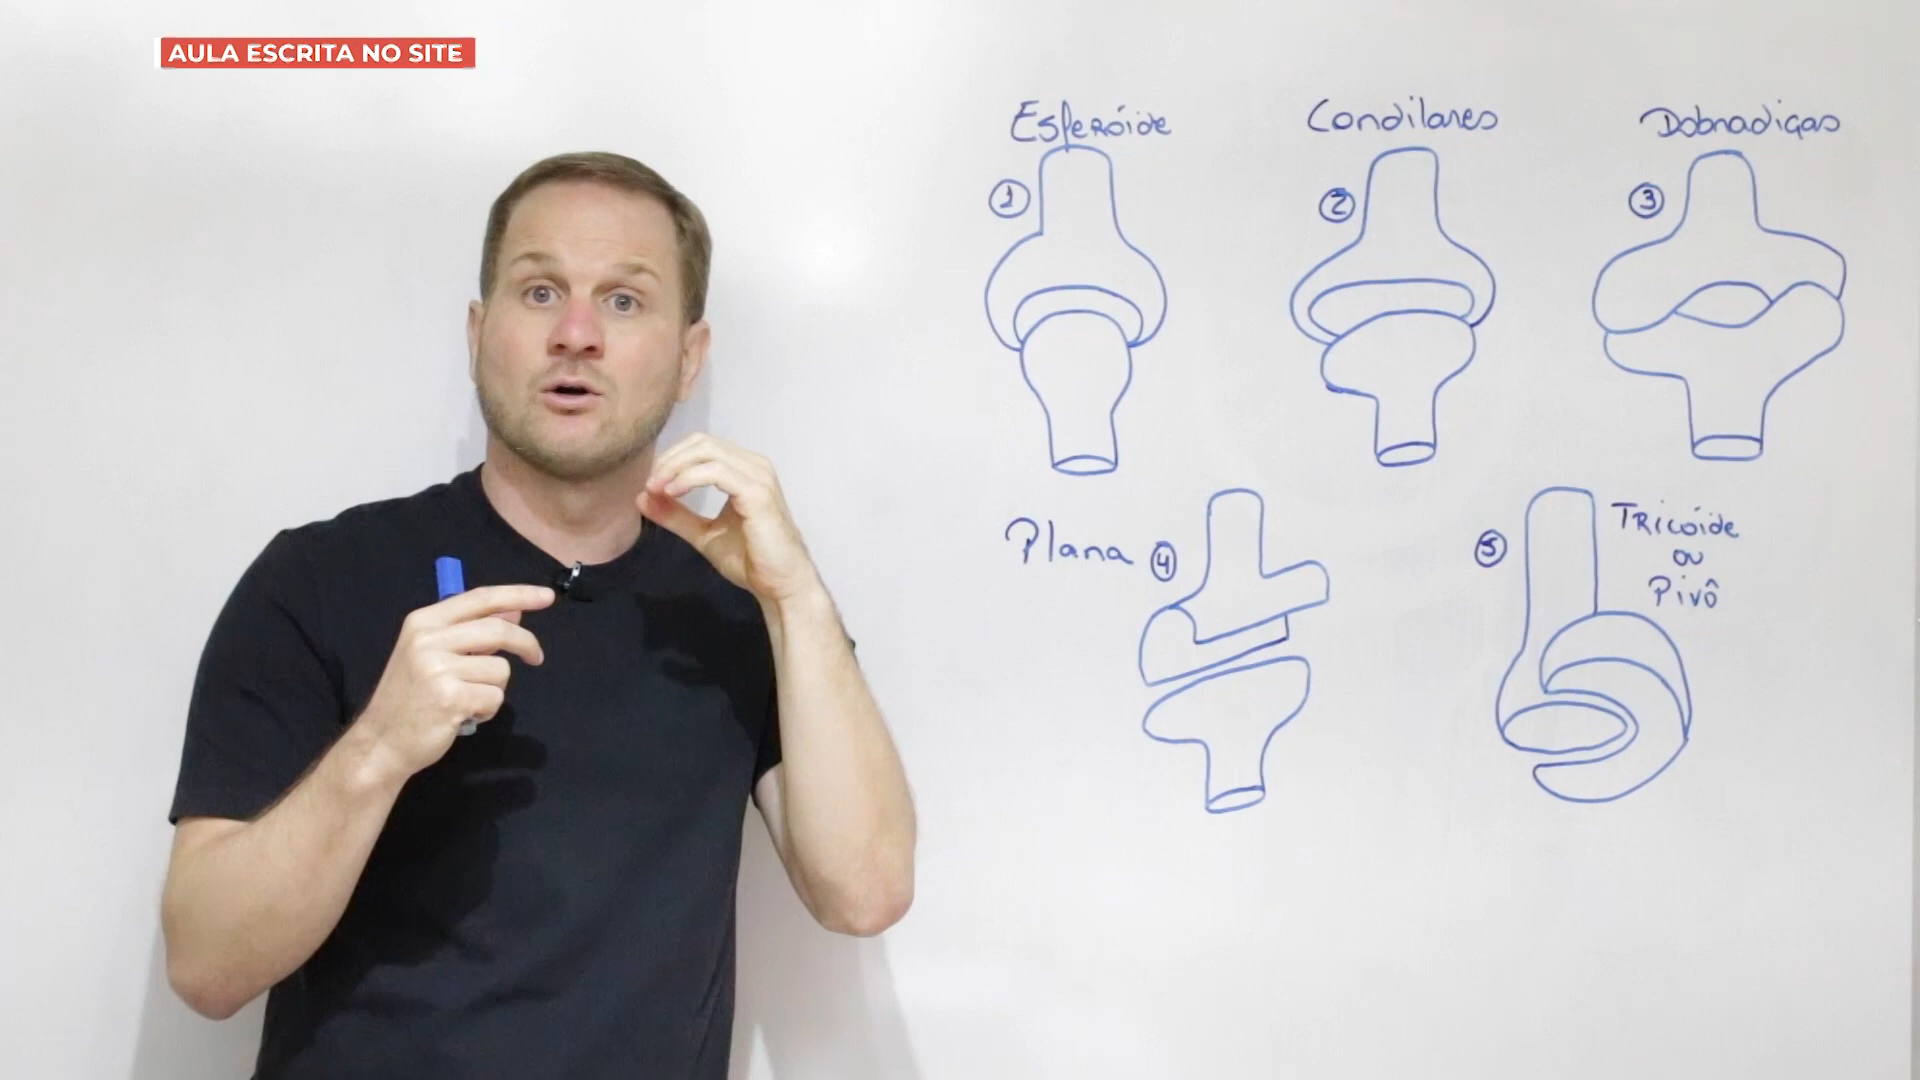 AULA ESCRITA NO SITE
Esferóide
Condilares
Dobradiças
1
2
3
Plana
4
5
Tricóide
ou
Pivô